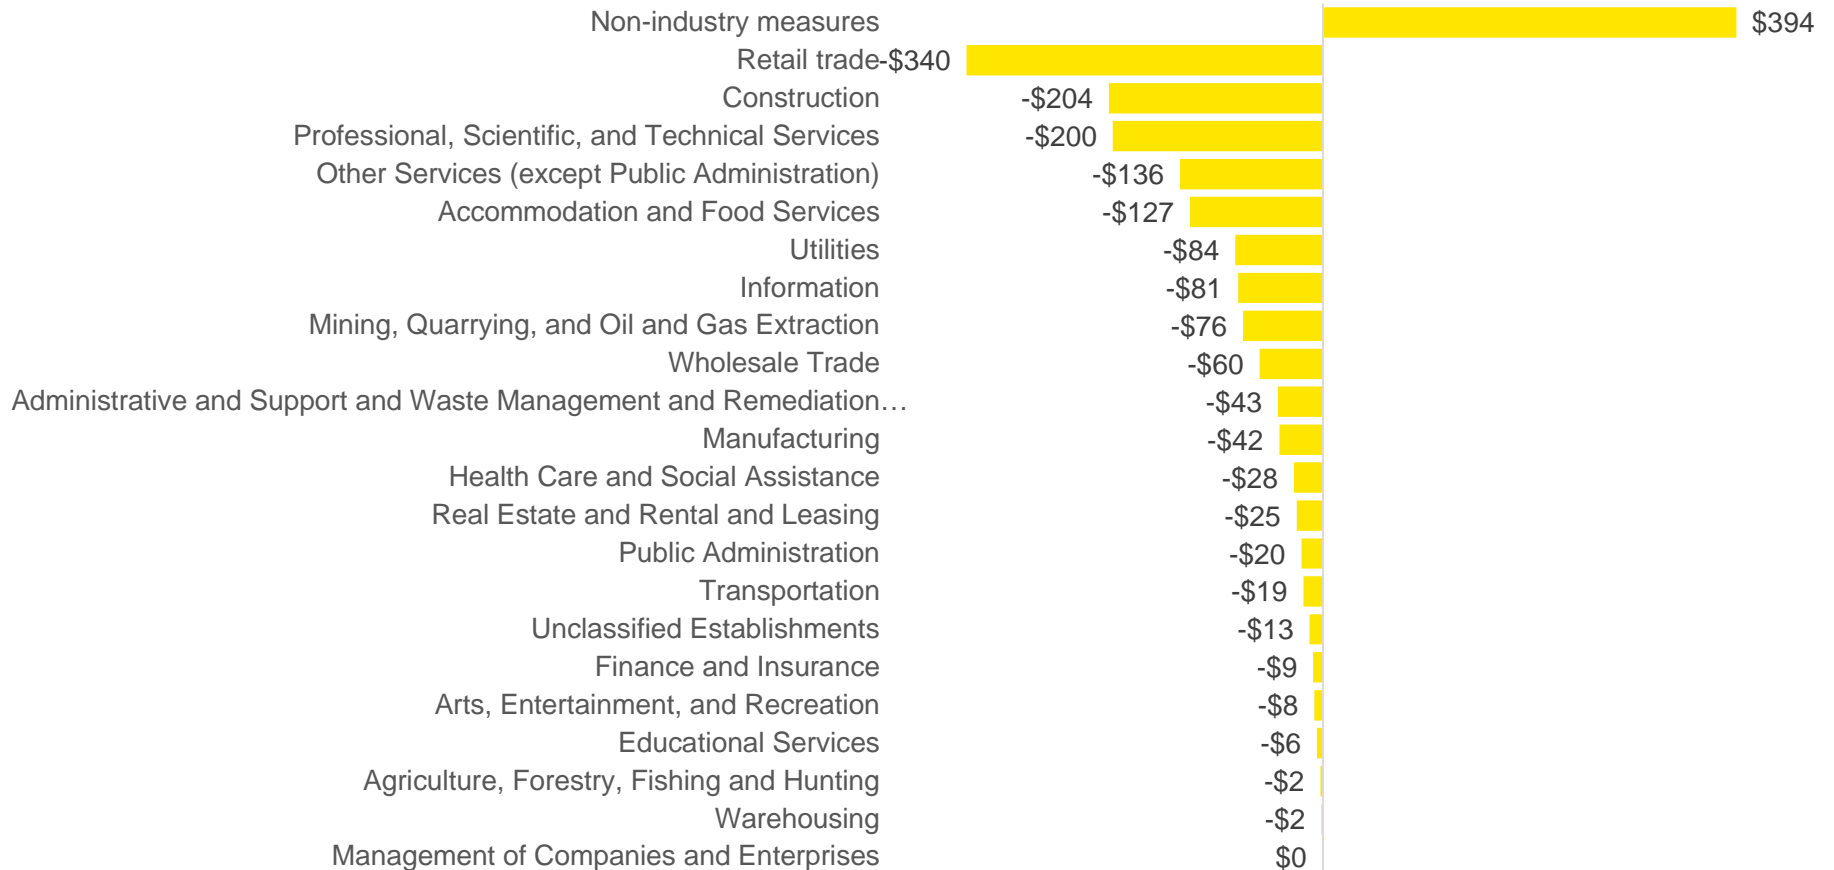 Non-industry measures $394
Retail trade -$340
Construction -$204
Professional, Scientific, and Technical Services -$200
Other Services (except Public Administration) -$136
Accommodation and Food Services -$127
Utilities -$84
Information -$81
Mining, Quarrying, and Oil and Gas Extraction -$76
Wholesale Trade -$60
Administrative and Support and Waste Management and Remediation… -$43
Manufacturing -$42
Health Care and Social Assistance -$28
Real Estate and Rental and Leasing -$25
Public Administration -$20
Transportation -$19
Unclassified Establishments -$13
Finance and Insurance -$9
Arts, Entertainment, and Recreation -$8
Educational Services -$6
Agriculture, Forestry, Fishing and Hunting -$2
Warehousing -$2
Management of Companies and Enterprises $0